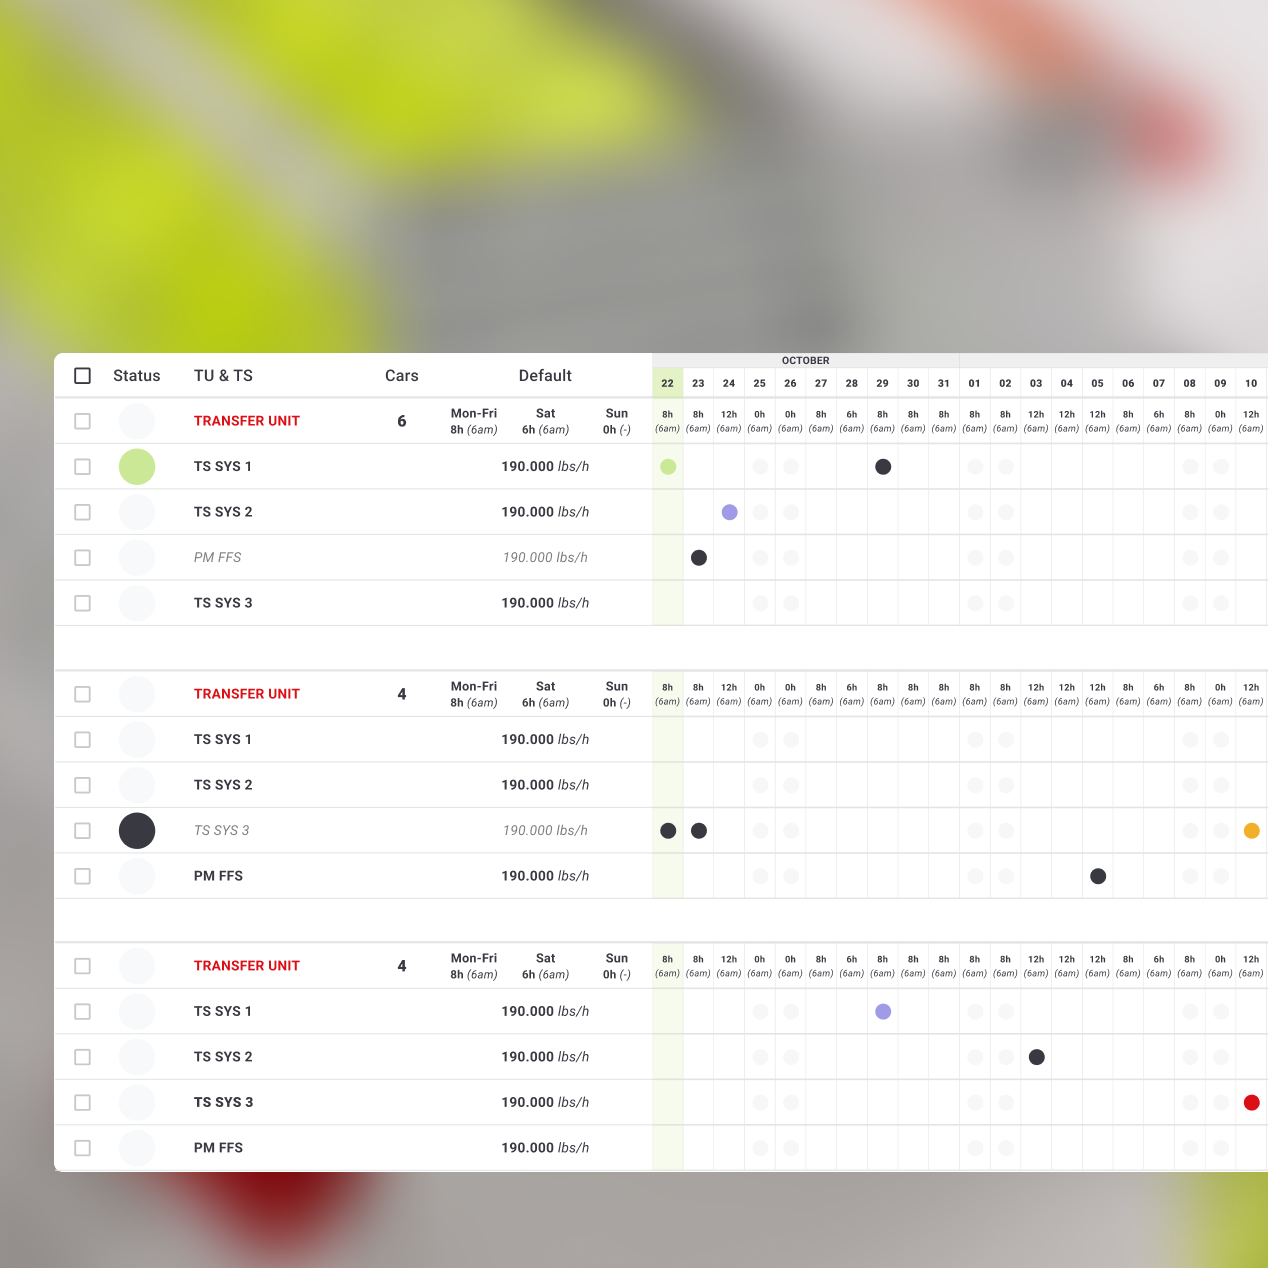 OCTOBER
Status TU & TS Cars Default 22 23 24 25 26 27 28 29 30 31 01 02 03 04 05 06 07 08 09 10
Mon-Fri Sat Sun 8h 8h 12h 0h 0h 8h 6h 8h 8h 8h 8h 8h 12h 12h 12h 8h 6h 8h 0h 12h
TRANSFER UNIT 6
8h (6am) 6h (6am) 0h (-) (6am) (6am) (6am) (6am) (6am) (6am) (6am) (6am) (6am) (6am) (6am) (6am) (6am) (6am) (6am) (6am) (6am) (6am) (6am) (6am)
TS SYS 1 190.000 lbs/h
TS SYS 2 190.000 lbs/h
PM FFS 190.000 lbs/h
TS SYS 3 190.000 lbs/h
Mon-Fri Sat Sun 8h 8h 12h 0h 0h 8h 6h 8h 8h 8h 8h 8h 12h 12h 12h 8h 6h 8h 0h 12h
TRANSFER UNIT 4
8h (6am) 6h (6am) 0h (-) (6am) (6am) (6am) (6am) (6am) (6am) (6am) (6am) (6am) (6am) (6am) (6am) (6am) (6am) (6am) (6am) (6am) (6am) (6am) (6am)
TS SYS 1 190.000 lbs/h
TS SYS 2 190.000 lbs/h
TS SYS 3 190.000 lbs/h
PM FFS 190.000 lbs/h
Mon-Fri Sat Sun 8h 8h 12h 0h 0h 8h 6h 8h 8h 8h 8h 8h 12h 12h 12h 8h 6h 8h 0h 12h
TRANSFER UNIT 4
8h (6am) 6h (6am) 0h (-) (6am) (6am) (6am) (6am) (6am) (6am) (6am) (6am) (6am) (6am) (6am) (6am) (6am) (6am) (6am) (6am) (6am) (6am) (6am) (6am)
TS SYS 1 190.000 lbs/h
TS SYS 2 190.000 lbs/h
TS SYS 3 190.000 lbs/h
PM FFS 190.000 lbs/h